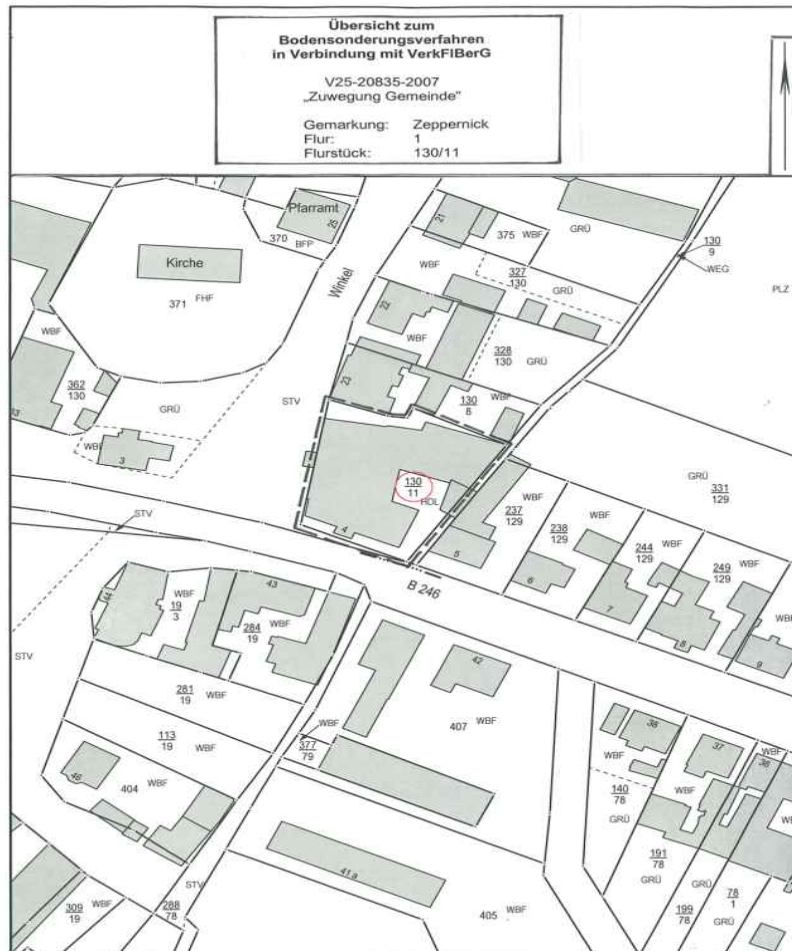 Übersicht zum
Bodensonderungsverfahren
in Verbindung mit VerkFlBerG
V25-20835-2007
„Zuwegung Gemeinde"
Gemarkung: Zeppernick
Flur: 1
Flurstück: 130/11
Pfarramt
25
370 BFP
Kirche
371 FHF
Winkel
21
375 WBF
GRÜ
130
9
WEG
PLZ
WBF
327
130
GRÜ
22
WBF
328
130
GRÜ
WBF
362
130
GRÜ
STV
23
130
8
WBF
WBF
3
130
11
HDL
4
GRÜ
331
129
237
129
WBF
238
129
WBF
244
129
WBF
249
129
WBF
5
6
7
8
9
WBF
STV
B 246
44
WBF
19
3
43
284
19
WBF
STV
281
19
WBF
113
19
WBF
46
404
WBF
WBF
377
79
42
407 WBF
38
WBF
140
78
GRÜ
37
WBF
36
WBF
191
78
GRÜ
GRÜ
199
78
78
1
GRÜ
41a
405 WBF
STV
288
78
309
19
WBF